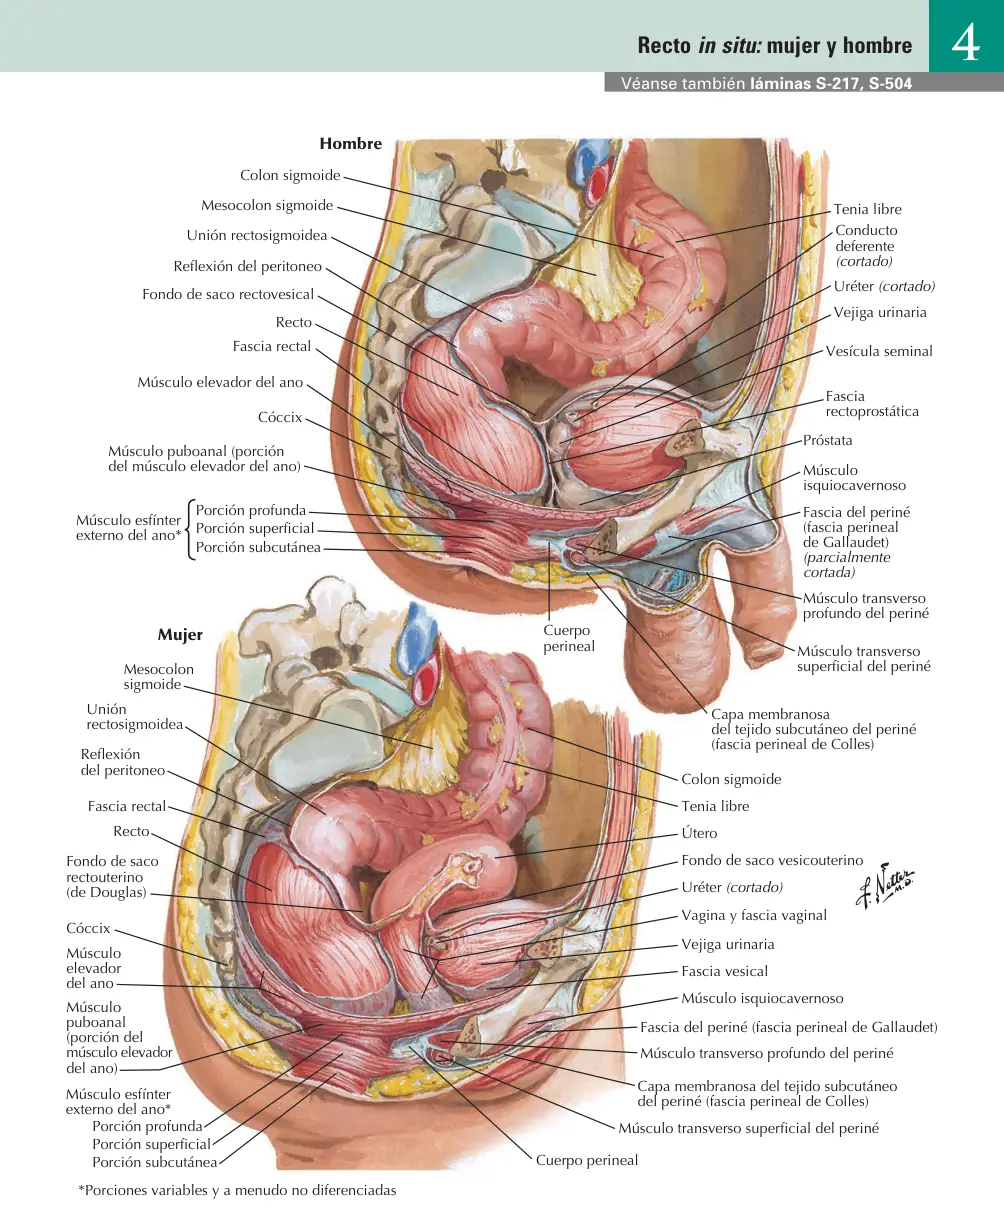 Recto in situ: mujer y hombre
4
Véanse también láminas S-217, S-504
Hombre
Colon sigmoide
Mesocolon sigmoide
Unión rectosigmoidea
Reflexión del peritoneo
Fondo de saco rectovesical
Recto
Fascia rectal
Músculo elevador del ano
Cóccix
Músculo puboanal (porción
del músculo elevador del ano)
Músculo esfínter
externo del ano*
Porción profunda
Porción superficial
Porción subcutánea
Tenia libre
Conducto
deferente
(cortado)
Uréter (cortado)
Vejiga urinaria
Vesícula seminal
Fascia
rectoprostática
Próstata
Músculo
isquiocavernoso
Fascia del periné
(fascia perineal
de Gallaudet)
(parcialmente
cortada)
Músculo transverso
profundo del periné
Músculo transverso
superficial del periné
Capa membranosa
del tejido subcutáneo del periné
(fascia perineal de Colles)
Cuerpo
perineal
Mujer
Mesocolon
sigmoide
Unión
rectosigmoidea
Reflexión
del peritoneo
Fascia rectal
Recto
Fondo de saco
rectouterino
(de Douglas)
Cóccix
Músculo
elevador
del ano
Músculo
puboanal
(porción del
músculo elevador
del ano)
Músculo esfínter
externo del ano*
Porción profunda
Porción superficial
Porción subcutánea
Colon sigmoide
Tenia libre
Útero
Fondo de saco vesicouterino
Uréter (cortado)
Vagina y fascia vaginal
Vejiga urinaria
Fascia vesical
Músculo isquiocavernoso
Fascia del periné (fascia perineal de Gallaudet)
Músculo transverso profundo del periné
Capa membranosa del tejido subcutáneo
del periné (fascia perineal de Colles)
Músculo transverso superficial del periné
Cuerpo perineal
F. Netter
M.D.
*Porciones variables y a menudo no diferenciadas